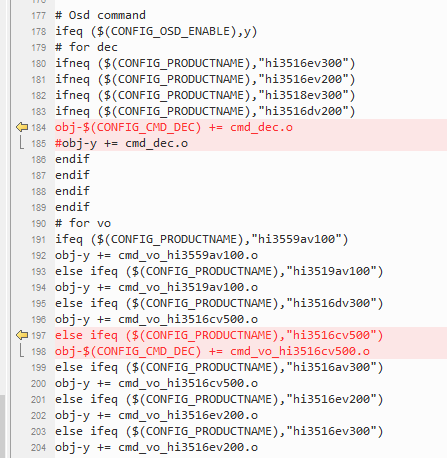 177 # Osd command
178 ifeq ($(CONFIG_OSD_ENABLE),y)
179 # for dec
180 ifneq ($(CONFIG_PRODUCTNAME),"hi3516ev300")
181 ifneq ($(CONFIG_PRODUCTNAME),"hi3516ev200")
182 ifneq ($(CONFIG_PRODUCTNAME),"hi3518ev300")
183 ifneq ($(CONFIG_PRODUCTNAME),"hi3516dv200")
184 obj-$(CONFIG_CMD_DEC) += cmd_dec.o
185 #obj-y += cmd_dec.o
186 endif
187 endif
188 endif
189 endif
190 # for vo
191 ifeq ($(CONFIG_PRODUCTNAME),"hi3559av100")
192 obj-y += cmd_vo_hi3559av100.o
193 else ifeq ($(CONFIG_PRODUCTNAME),"hi3519av100")
194 obj-y += cmd_vo_hi3519av100.o
195 else ifeq ($(CONFIG_PRODUCTNAME),"hi3516dv300")
196 obj-y += cmd_vo_hi3516cv500.o
197 else ifeq ($(CONFIG_PRODUCTNAME),"hi3516cv500")
198 obj-$(CONFIG_CMD_DEC) += cmd_vo_hi3516cv500.o
199 else ifeq ($(CONFIG_PRODUCTNAME),"hi3516av300")
200 obj-y += cmd_vo_hi3516cv500.o
201 else ifeq ($(CONFIG_PRODUCTNAME),"hi3516ev200")
202 obj-y += cmd_vo_hi3516ev200.o
203 else ifeq ($(CONFIG_PRODUCTNAME),"hi3516ev300")
204 obj-y += cmd_vo_hi3516ev200.o